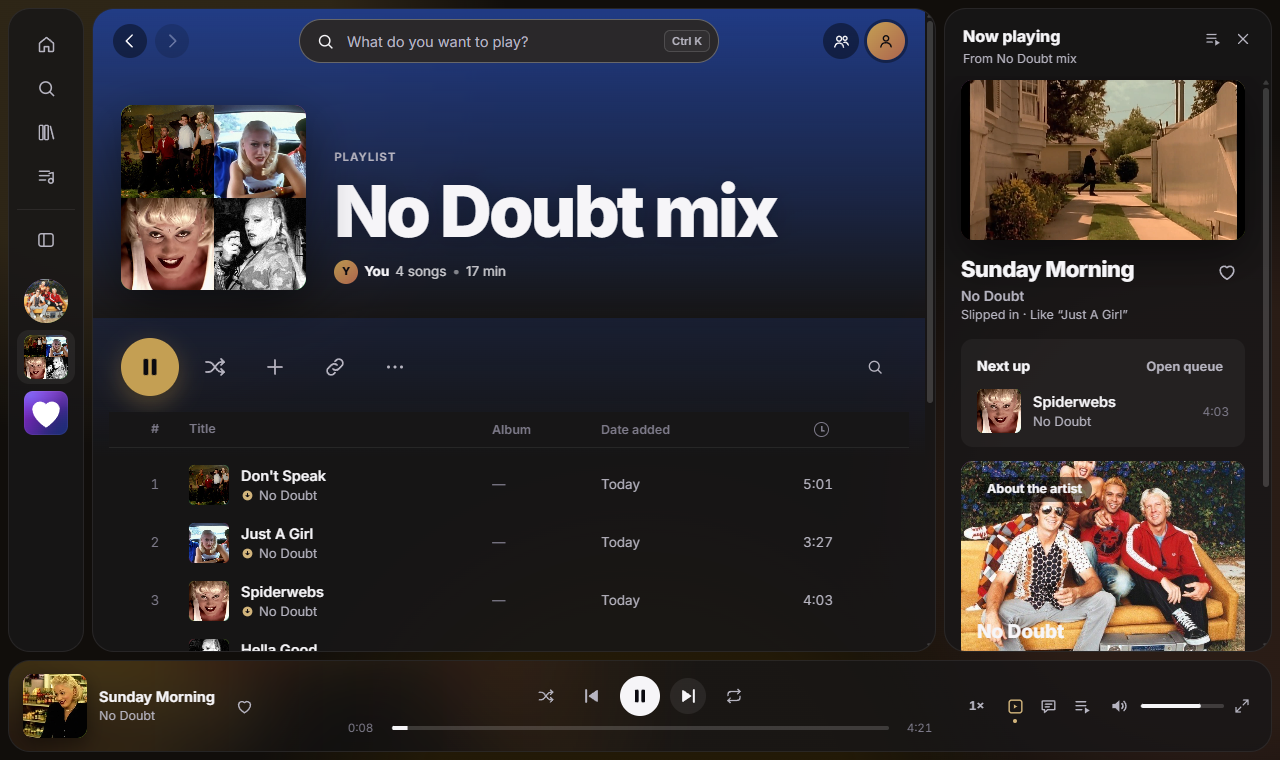 What do you want to play?
Ctrl K
PLAYLIST
No Doubt mix
Y You 4 songs • 17 min
# Title Album Date added
1 Don't Speak No Doubt — Today 5:01
2 Just A Girl No Doubt — Today 3:27
3 Spiderwebs No Doubt — Today 4:03
Hella Good
Now playing
From No Doubt mix
Sunday Morning
No Doubt
Slipped in · Like “Just A Girl”
Next up Open queue
Spiderwebs
No Doubt
4:03
About the artist
No Doubt
Sunday Morning
No Doubt
0:08
4:21
1×